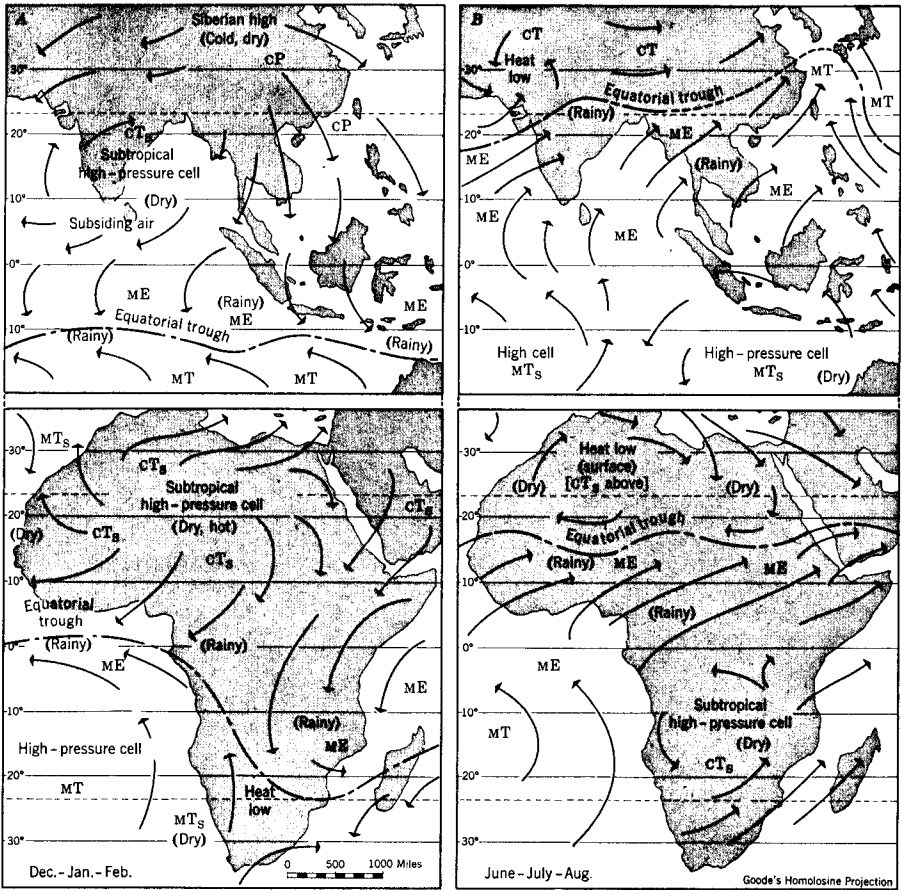 A
Siberian high
(Cold, dry)
cP
30°
cP
20°
cTs
Subtropical
high-pressure cell
(Dry)
10°
Subsiding air
0°
mE
(Rainy)
mE
mE
10°
Equatorial trough
(Rainy)
(Rainy)
mT
mT
B
cT
cT
Heat
low
30°
mT
mT
Equatorial trough
(Rainy)
20°
mE
mE
(Rainy)
10°
mE
mE
mE
0°
10°
High cell
mTs
High-pressure cell
mTs
(Dry)
mTs
30°
cTs
Subtropical
high-pressure cell
(Dry, hot)
20°
(Dry)
cTs
cTs
cTs
10°
Equatorial
trough
(Rainy)
(Rainy)
0°
mE
mE
10°
(Rainy)
mE
High-pressure cell
20°
mT
Heat
low
mTs
(Dry)
30°
0 500 1000 Miles
Dec.-Jan.-Feb.
30°
Heat low
(surface)
[cTs above]
(Dry)
(Dry)
20°
Equatorial trough
(Rainy)
mE
mE
10°
(Rainy)
0°
mE
Subtropical
high-pressure cell
(Dry)
10°
mT
cTs
20°
30°
June-July-Aug.
Goode's Homolosine Projection